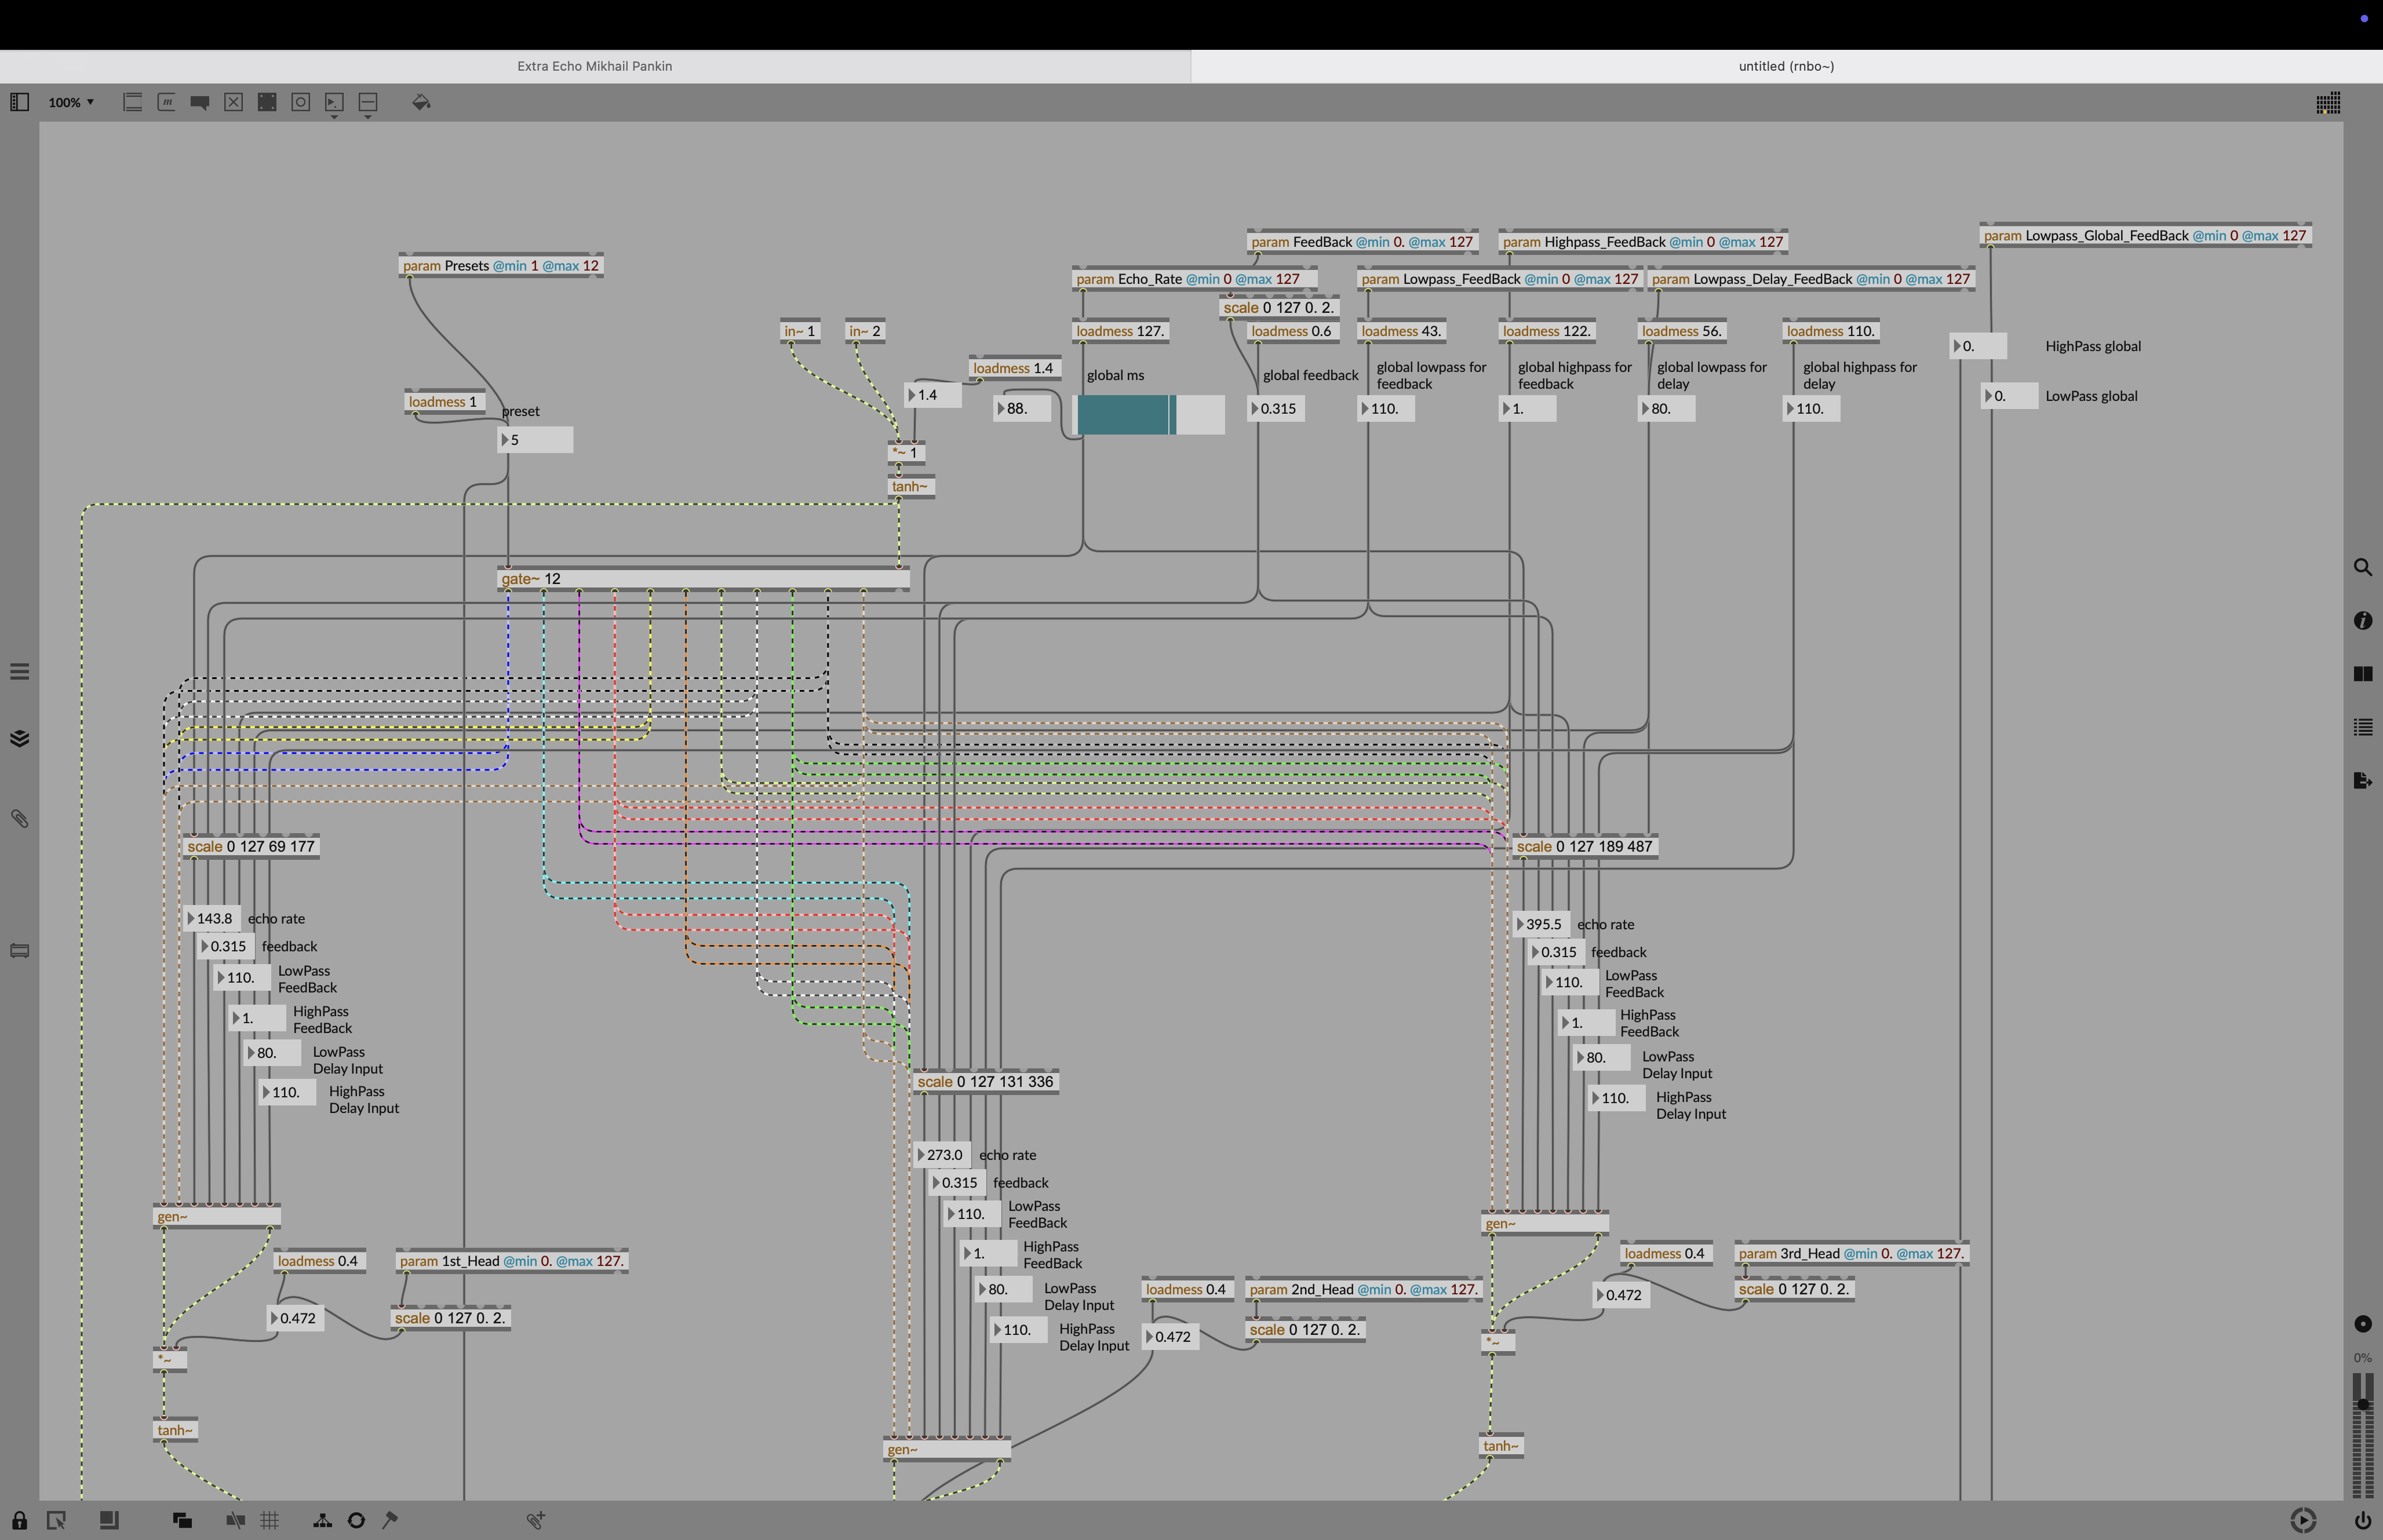 Extra Echo Mikhail Pankin
untitled (rnbo~)
100%
param Lowpass_Global_FeedBack @min 0 @max 127
param FeedBack @min 0. @max 127
param Highpass_FeedBack @min 0 @max 127
param Presets @min 1 @max 12
param Echo_Rate @min 0 @max 127
param Lowpass_FeedBack @min 0 @max 127
param Lowpass_Delay_FeedBack @min 0 @max 127
scale 0 127 0. 2.
in~ 1
in~ 2
loadmess 127.
loadmess 0.6
loadmess 43.
loadmess 122.
loadmess 56.
loadmess 110.
0.
HighPass global
loadmess 1.4
global ms
global feedback
global lowpass for
feedback
global highpass for
feedback
global lowpass for
delay
global highpass for
delay
1.4
0.
LowPass global
loadmess 1
preset
88.
0.315
110.
1.
80.
110.
5
*~ 1
tanh~
gate~ 12
scale 0 127 69 177
scale 0 127 189 487
143.8
echo rate
0.315
feedback
110.
LowPass
FeedBack
1.
HighPass
FeedBack
80.
LowPass
Delay Input
110.
HighPass
Delay Input
395.5
echo rate
0.315
feedback
110.
LowPass
FeedBack
1.
HighPass
FeedBack
80.
LowPass
Delay Input
110.
HighPass
Delay Input
scale 0 127 131 336
273.0
echo rate
0.315
feedback
110.
LowPass
FeedBack
1.
HighPass
FeedBack
80.
LowPass
Delay Input
110.
HighPass
Delay Input
gen~
gen~
loadmess 0.4
param 1st_Head @min 0. @max 127.
loadmess 0.4
param 3rd_Head @min 0. @max 127.
loadmess 0.4
param 2nd_Head @min 0. @max 127.
0.472
scale 0 127 0. 2.
0.472
scale 0 127 0. 2.
0.472
scale 0 127 0. 2.
*~
*~
0%
tanh~
tanh~
gen~